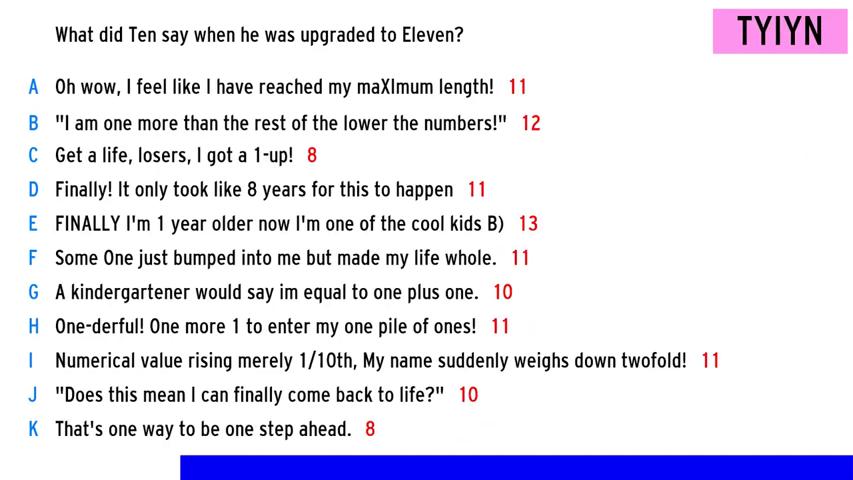 What did Ten say when he was upgraded to Eleven?
TYIYN
A Oh wow, I feel like I have reached my maXImum length! 11
B "I am one more than the rest of the lower the numbers!" 12
C Get a life, losers, I got a 1-up! 8
D Finally! It only took like 8 years for this to happen 11
E FINALLY I'm 1 year older now I'm one of the cool kids B) 13
F Some One just bumped into me but made my life whole. 11
G A kindergartener would say im equal to one plus one. 10
H One-derful! One more 1 to enter my one pile of ones! 11
I Numerical value rising merely 1/10th, My name suddenly weighs down twofold! 11
J "Does this mean I can finally come back to life?" 10
K That's one way to be one step ahead. 8